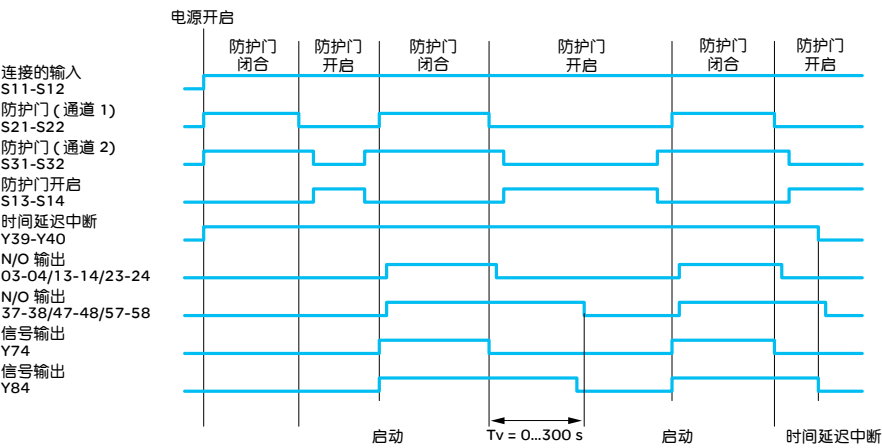 电源开启
防护门
闭合
防护门
开启
防护门
闭合
防护门
开启
防护门
闭合
防护门
开启
连接的输入
S11-S12
防护门 ( 通道 1)
S21-S22
防护门 ( 通道 2)
S31-S32
防护门开启
S13-S14
时间延迟中断
Y39-Y40
N/O 输出
03-04/13-14/23-24
N/O 输出
37-38/47-48/57-58
信号输出
Y74
信号输出
Y84
启动
Tv = 0...300 s
启动
时间延迟中断